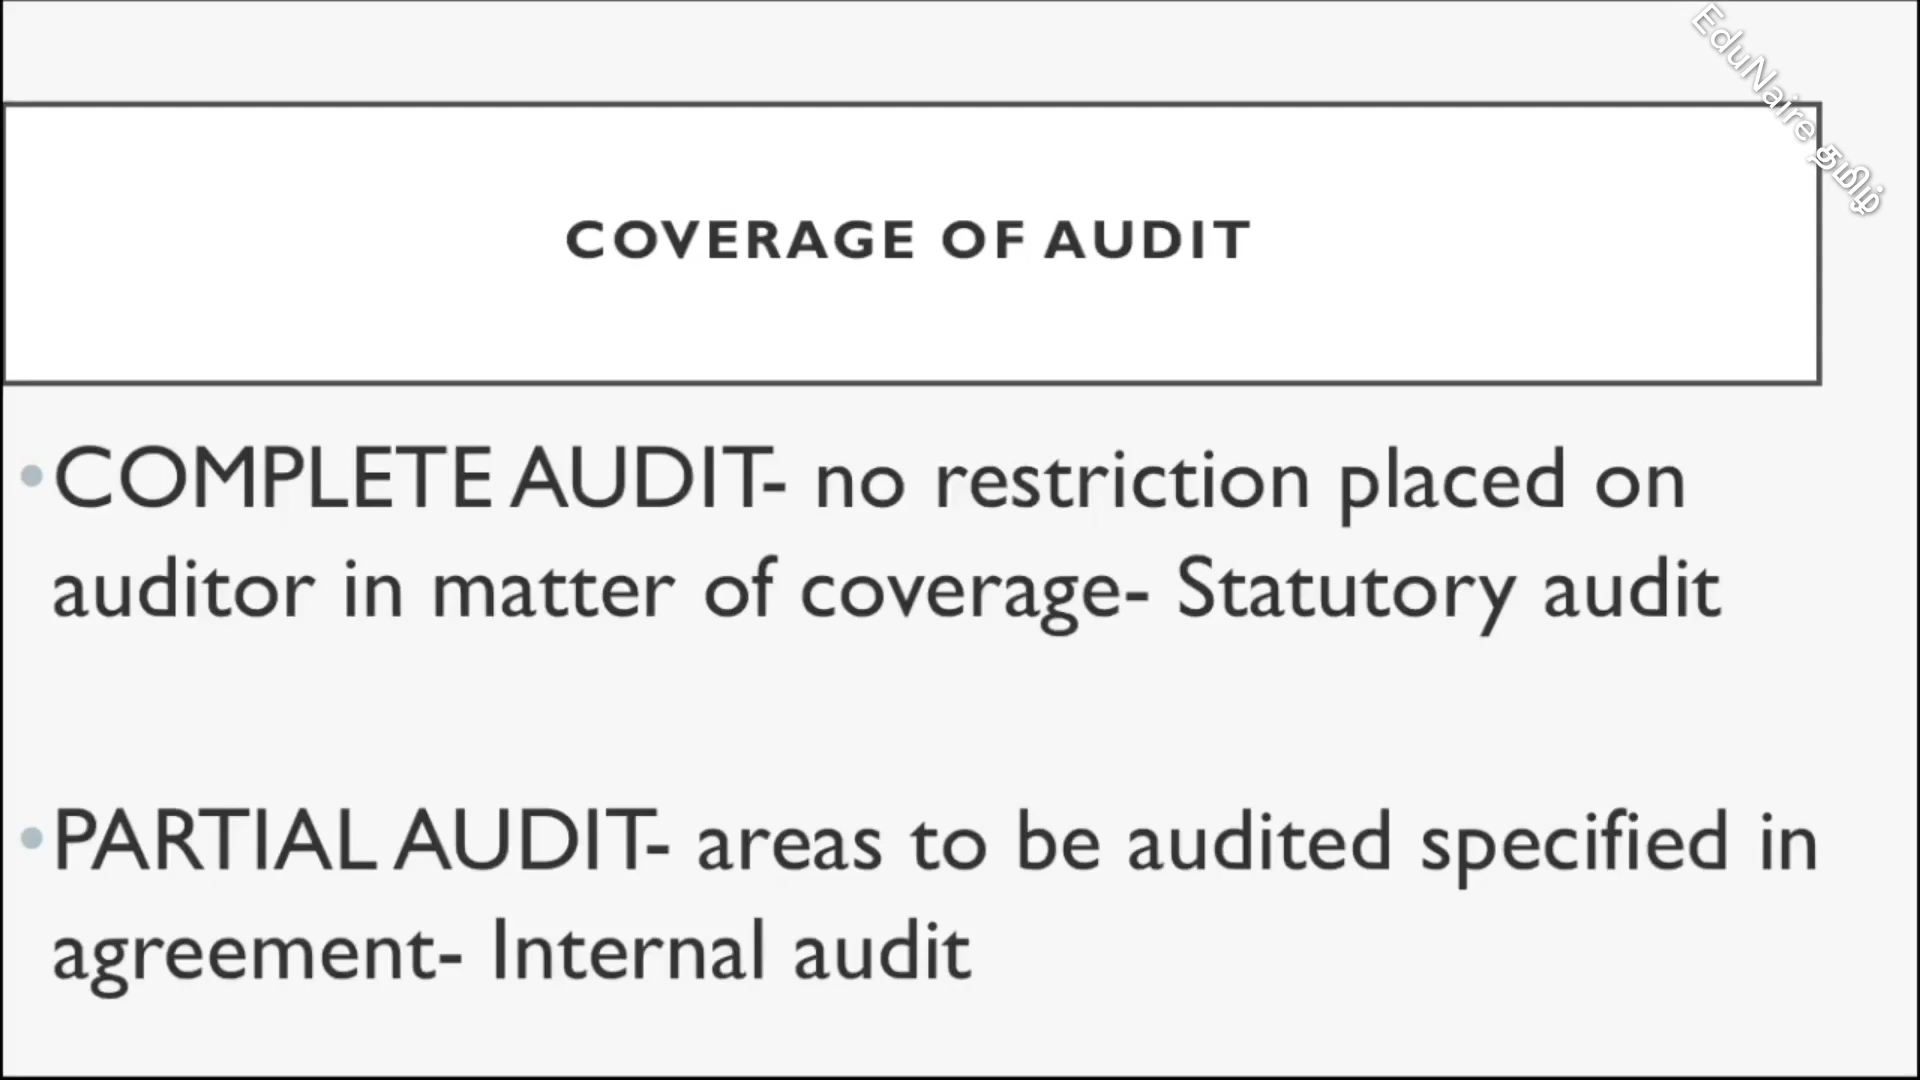 EduNaire தமிழ்
COVERAGE OF AUDIT
• COMPLETE AUDIT- no restriction placed on
auditor in matter of coverage- Statutory audit
• PARTIAL AUDIT- areas to be audited specified in
agreement- Internal audit